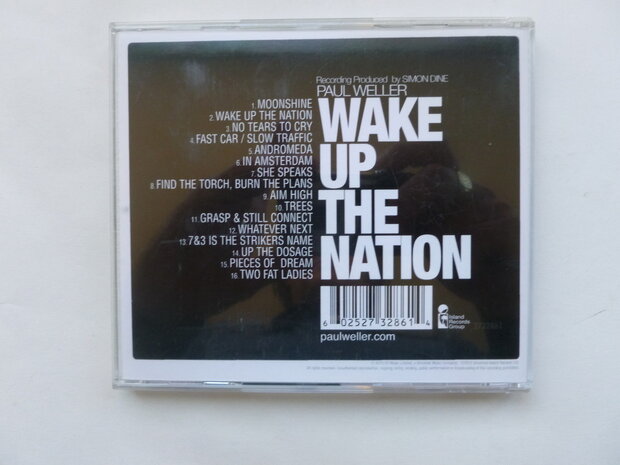 Recording Produced by SIMON DINE
PAUL WELLER
WAKE
UP
THE
NATION
1. MOONSHINE
2. WAKE UP THE NATION
3. NO TEARS TO CRY
4. FAST CAR / SLOW TRAFFIC
5. ANDROMEDA
6. IN AMSTERDAM
7. SHE SPEAKS
8. FIND THE TORCH, BURN THE PLANS
9. AIM HIGH
10. TREES
11. GRASP & STILL CONNECT
12. WHATEVER NEXT
13. 7&3 IS THE STRIKERS NAME
14. UP THE DOSAGE
15. PIECES OF DREAM
16. TWO FAT LADIES
6 02527 32861 4
paulweller.com
Island
Records
Group